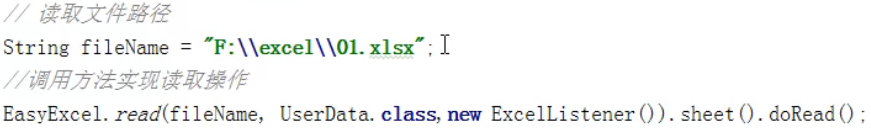 // 读取文件路径
String fileName = "F:\\excel\\01.xlsx";
//调用方法实现读取操作
EasyExcel.read(fileName, UserData.class,new ExcelListener()).sheet().doRead();